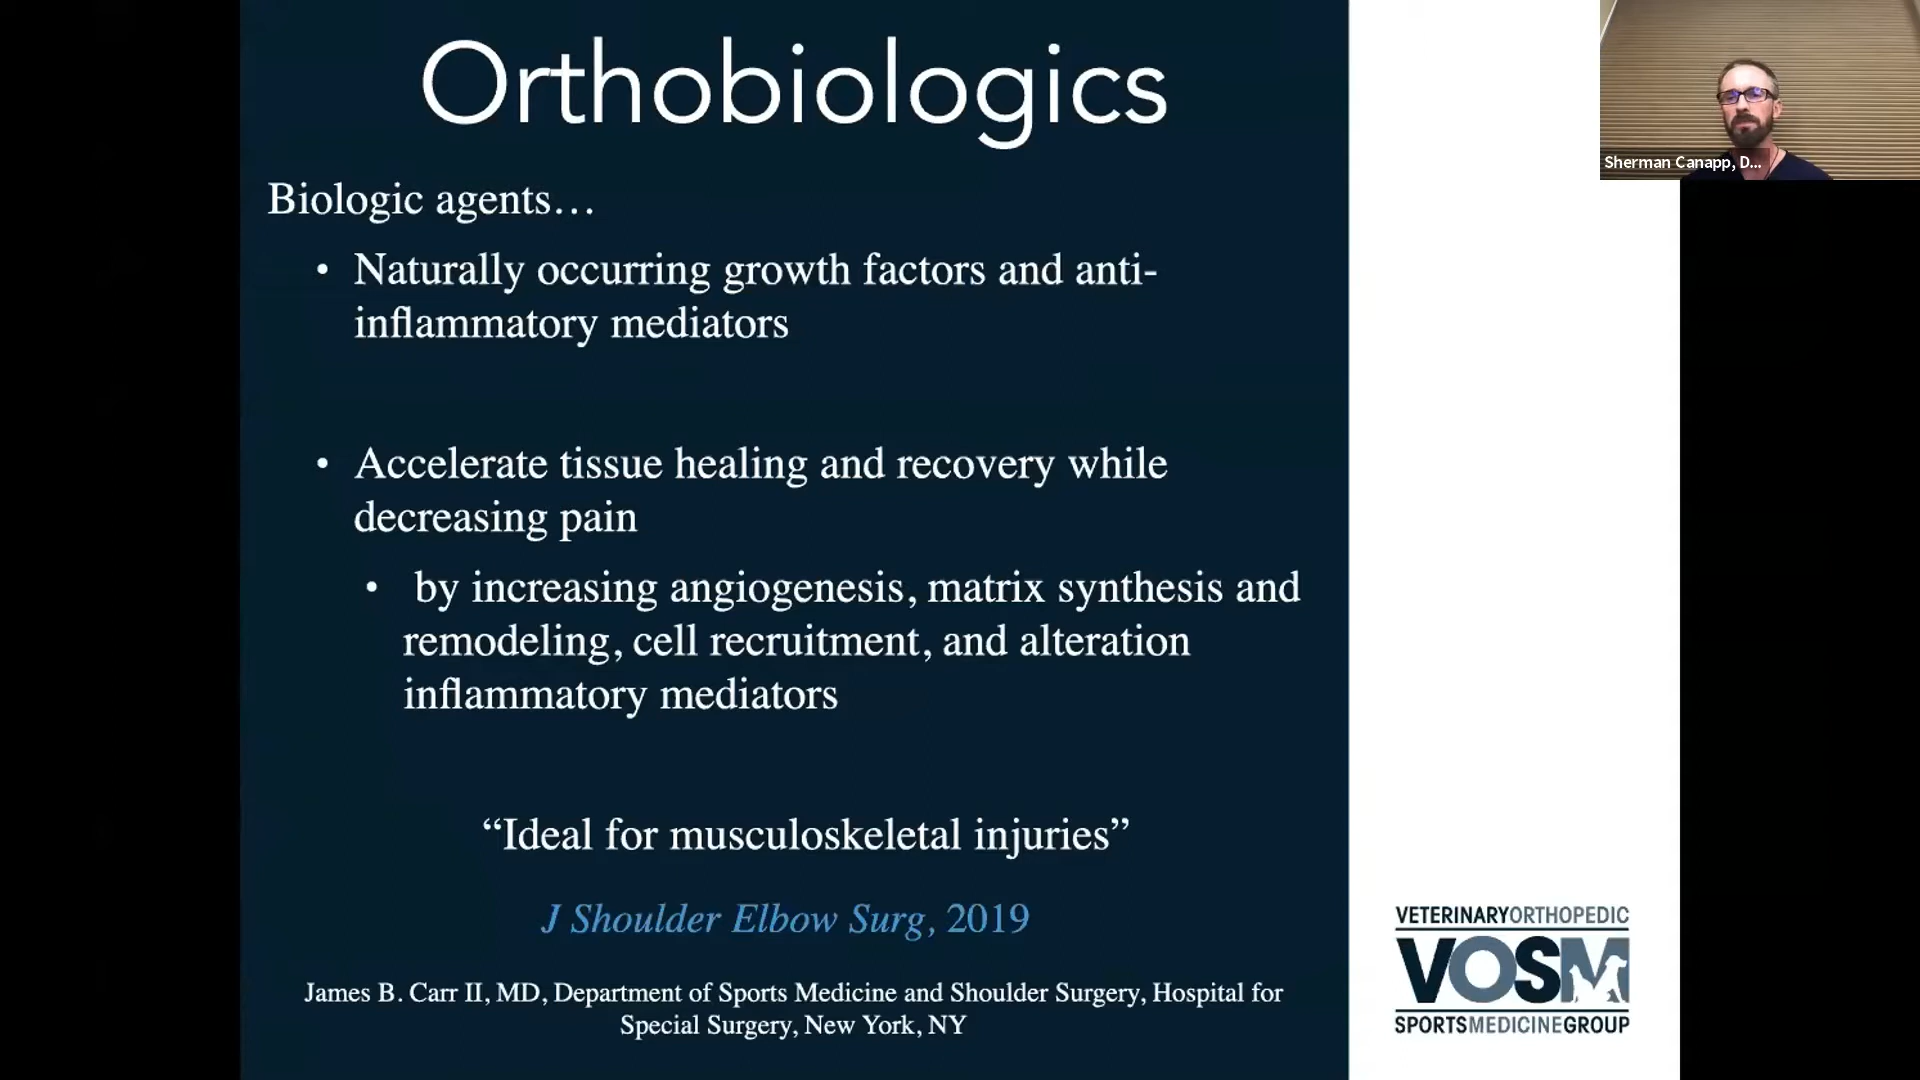 Orthobiologics
Sherman Canapp, D...
Biologic agents…
• Naturally occurring growth factors and anti-
inflammatory mediators
• Accelerate tissue healing and recovery while
decreasing pain
• by increasing angiogenesis, matrix synthesis and
remodeling, cell recruitment, and alteration
inflammatory mediators
“Ideal for musculoskeletal injuries”
J Shoulder Elbow Surg, 2019
James B. Carr II, MD, Department of Sports Medicine and Shoulder Surgery, Hospital for
Special Surgery, New York, NY
VETERINARYORTHOPEDIC
VOSM
SPORTSMEDICINEGROUP